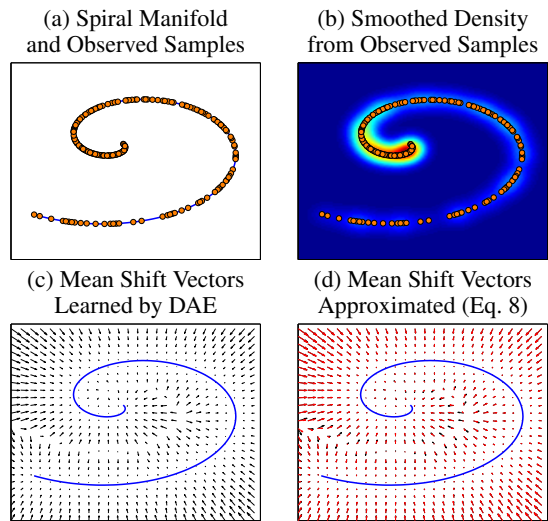 (a) Spiral Manifold
and Observed Samples
(b) Smoothed Density
from Observed Samples
(c) Mean Shift Vectors
Learned by DAE
(d) Mean Shift Vectors
Approximated (Eq. 8)